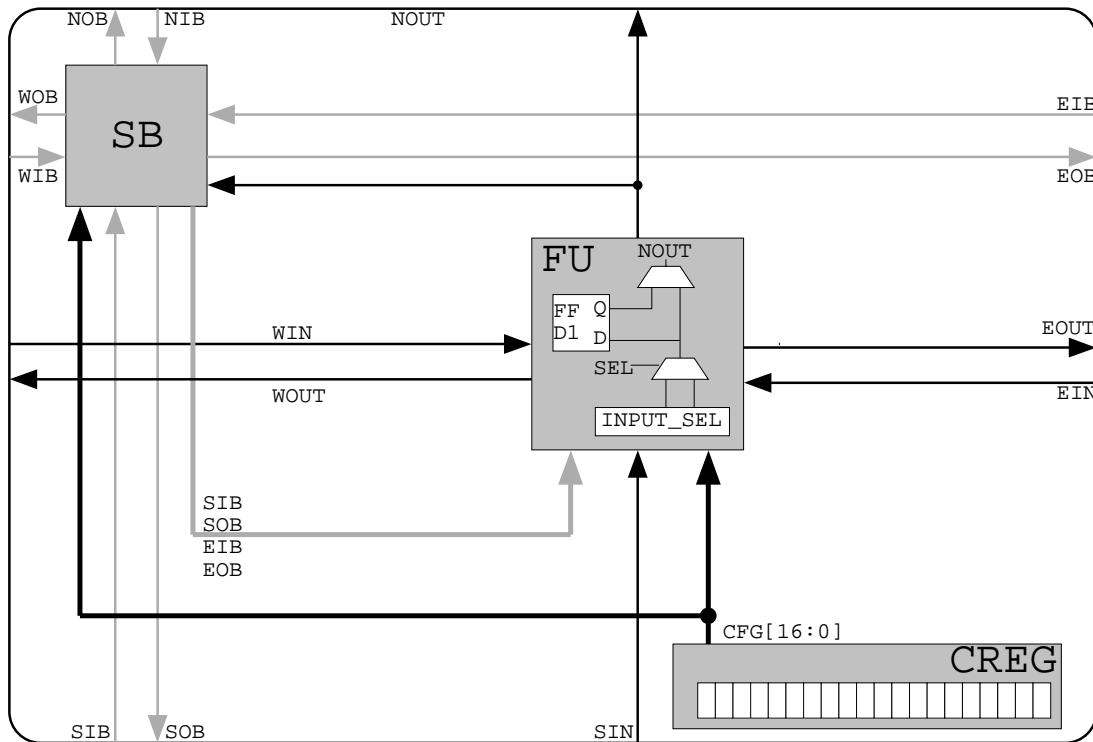 NOB
NIB
NOUT
WOB
EIB
SB
WIB
EOB
FU
NOUT
FF
Q
D1
D
WIN
EOUT
SEL
WOUT
EIN
INPUT_SEL
SIB
SOB
EIB
EOB
CFG[16:0]
CREG
SIB
SOB
SIN